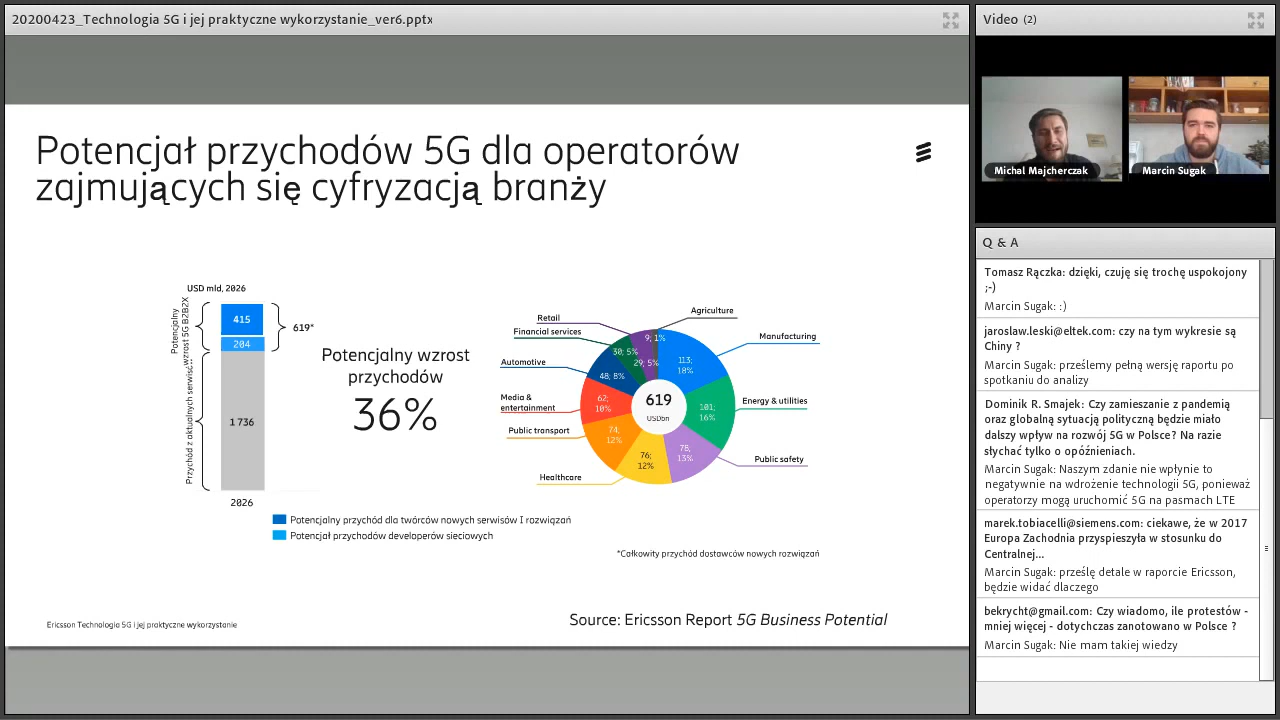 20200423_Technologia 5G i jej praktyczne wykorzystanie_ver6.pptx
Potencjał przychodów 5G dla operatorów
zajmujących się cyfryzacją branży
USD mld, 2026
Potencjalny
wzrost 5G B2B2X
Przychód z aktualnych serwis...
415
204
1 736
619*
2026
Potencjalny wzrost
przychodów
36%
Agriculture
Manufacturing
Energy & utilities
Public safety
Healthcare
Public transport
Media &
entertainment
Automotive
Financial services
Retail
9; 1%
113;
18%
101;
16%
78;
13%
76;
12%
74;
12%
62;
10%
48; 8%
30; 5%
29; 5%
619
USDbn
Potencjalny przychód dla twórców nowych serwisów I rozwiązań
Potencjał przychodów developerów sieciowych
*Całkowity przychód dostawców nowych rozwiązań
Ericsson Technologia 5G i jej praktyczne wykorzystanie
Source: Ericsson Report 5G Business Potential
Video (2)
Michal Majcherczak
Marcin Sugak
Q & A
Tomasz Rączka: dzięki, czuję się trochę uspokojony
;-)
Marcin Sugak: :)
jaroslaw.leski@eltek.com: czy na tym wykresie są
Chiny ?
Marcin Sugak: prześlemy pełną wersję raportu po
spotkaniu do analizy
Dominik R. Smajek: Czy zamieszanie z pandemią
oraz globalną sytuacją polityczną będzie miało
dalszy wpływ na rozwój 5G w Polsce? Na razie
słychać tylko o opóźnieniach.
Marcin Sugak: Naszym zdanie nie wpłynie to
negatywnie na wdrożenie technologii 5G, ponieważ
operatorzy mogą uruchomić 5G na pasmach LTE
marek.tobiacelli@siemens.com: ciekawe, że w 2017
Europa Zachodnia przyspieszyła w stosunku do
Centralnej...
Marcin Sugak: prześlę detale w raporcie Ericsson,
będzie widać dlaczego
bekrycht@gmail.com: Czy wiadomo, ile protestów -
mniej więcej - dotychczas zanotowano w Polsce ?
Marcin Sugak: Nie mam takiej wiedzy